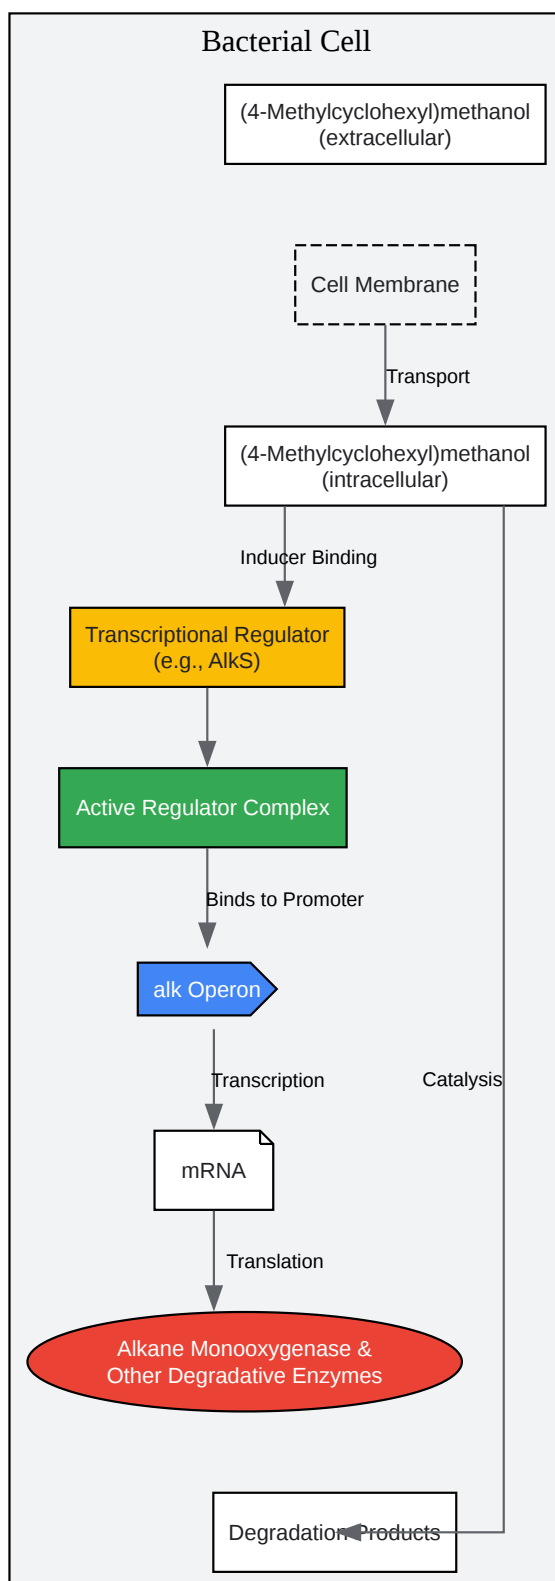 Bacterial Cell
(4-Methylcyclohexyl)methanol
(extracellular)
Cell Membrane
Transport
(4-Methylcyclohexyl)methanol
(intracellular)
Inducer Binding
Transcriptional Regulator
(e.g., AlkS)
Active Regulator Complex
Binds to Promoter
alk Operon
Transcription
Catalysis
mRNA
Translation
Alkane Monooxygenase &
Other Degradative Enzymes
Degradation Products